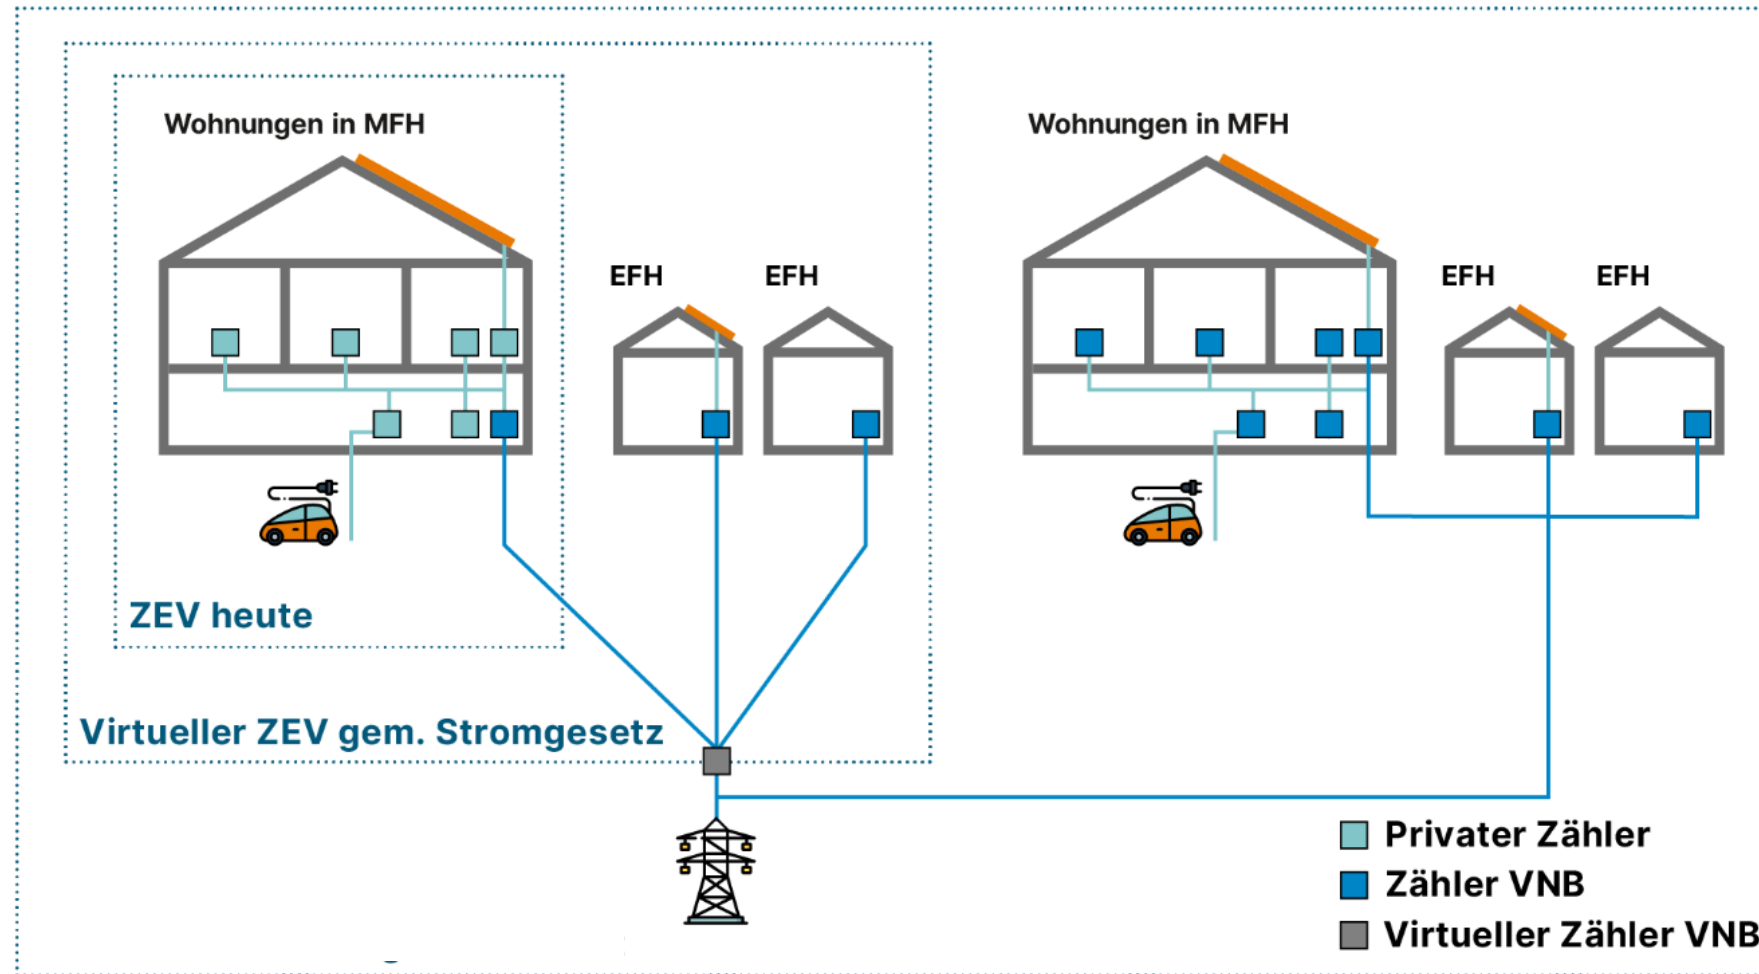 Wohnungen in MFH
Wohnungen in MFH
EFH
EFH
EFH
EFH
ZEV heute
Virtueller ZEV gem. Stromgesetz
Privater Zähler
Zähler VNB
Virtueller Zähler VNB